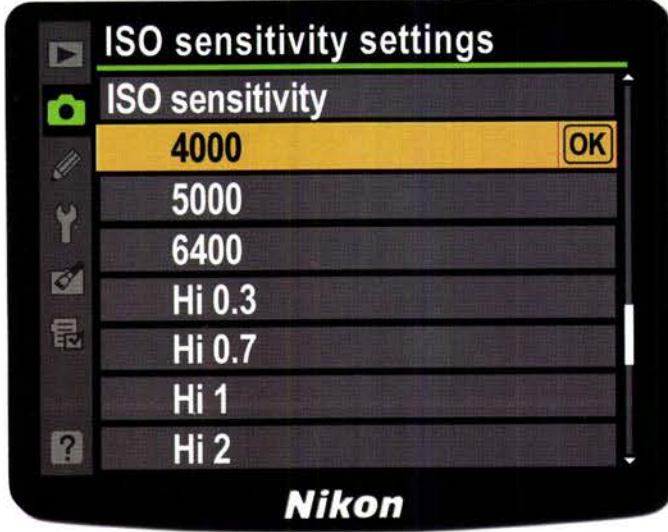 ISO sensitivity settings
ISO sensitivity
4000 OK
5000
6400
Hi 0.3
Hi 0.7
Hi 1
Hi 2
?
Nikon